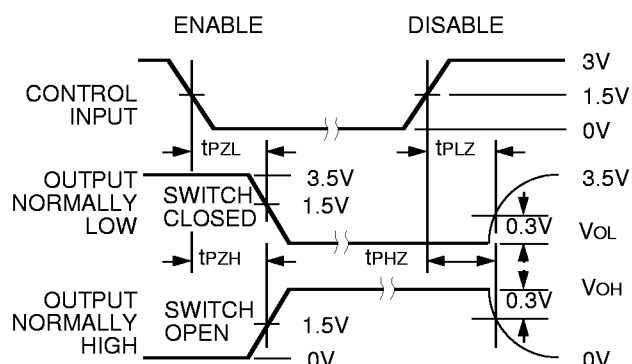 ENABLE
DISABLE
CONTROL
INPUT
3V
1.5V
0V
tPZL
tPLZ
OUTPUT
NORMALLY
LOW
SWITCH
CLOSED
3.5V
1.5V
3.5V
0.3V
VOL
tPZH
tPHZ
OUTPUT
NORMALLY
HIGH
SWITCH
OPEN
1.5V
0V
VOH
0.3V
0V